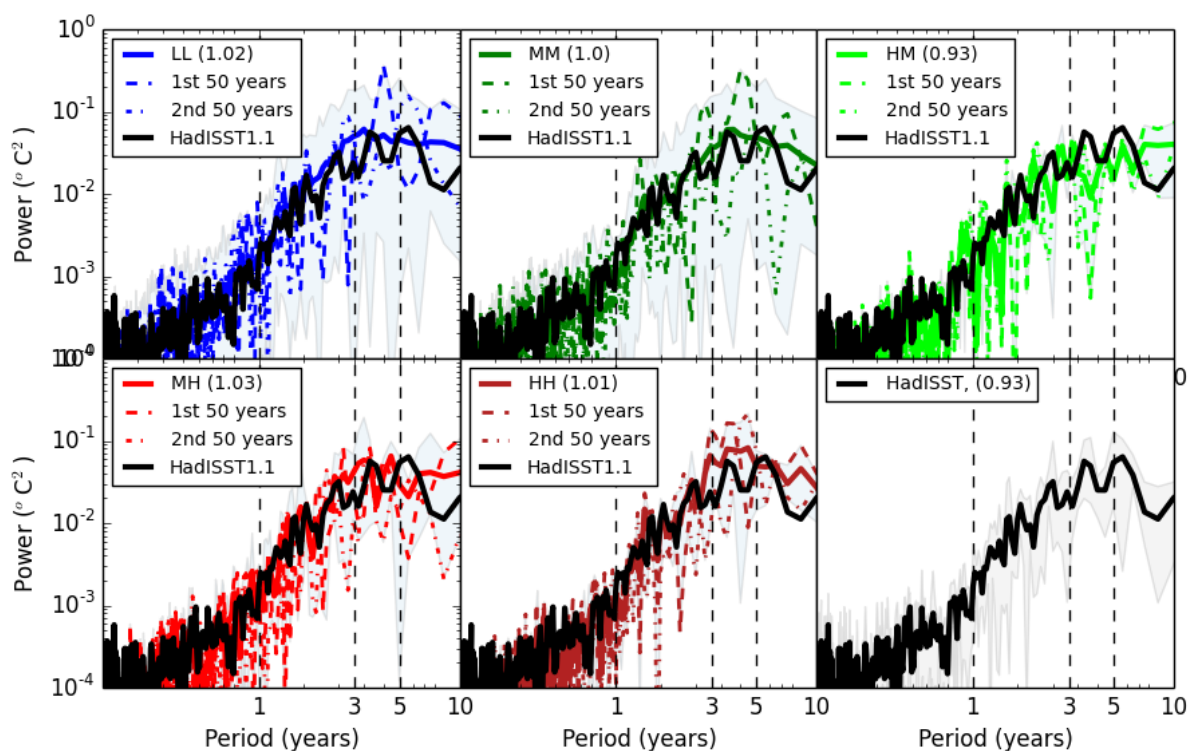 10^0
10^-1
10^-2
10^-3
Power (° C²)
LL (1.02)
1st 50 years
2nd 50 years
HadISST1.1
MM (1.0)
1st 50 years
2nd 50 years
HadISST1.1
HM (0.93)
1st 50 years
2nd 50 years
HadISST1.1
0
10^-1
10^-2
10^-3
10^-4
Power (° C²)
MH (1.03)
1st 50 years
2nd 50 years
HadISST1.1
HH (1.01)
1st 50 years
2nd 50 years
HadISST1.1
HadISST, (0.93)
1 3 5 10 1 3 5 10 1 3 5 10
Period (years) Period (years) Period (years)